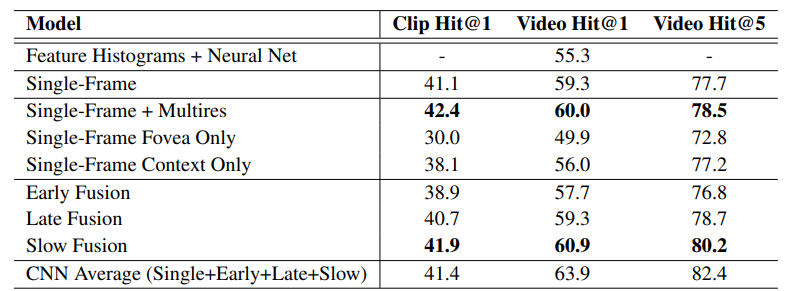 Model Clip Hit@1 Video Hit@1 Video Hit@5
Feature Histograms + Neural Net - 55.3 -
Single-Frame 41.1 59.3 77.7
Single-Frame + Multires 42.4 60.0 78.5
Single-Frame Fovea Only 30.0 49.9 72.8
Single-Frame Context Only 38.1 56.0 77.2
Early Fusion 38.9 57.7 76.8
Late Fusion 40.7 59.3 78.7
Slow Fusion 41.9 60.9 80.2
CNN Average (Single+Early+Late+Slow) 41.4 63.9 82.4